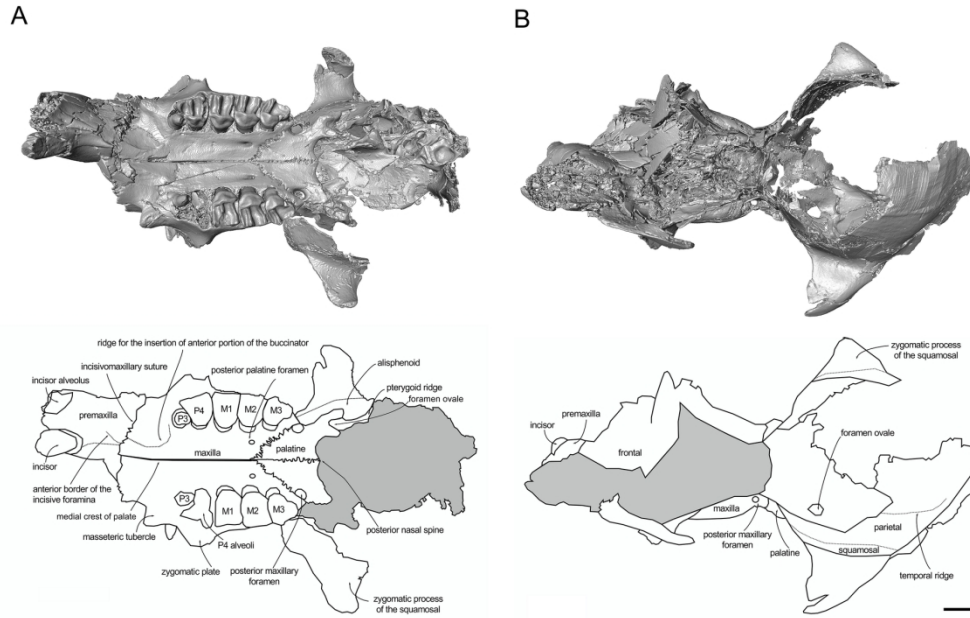 A
B
ridge for the insertion of anterior portion of the buccinator
incisivomaxillary suture
posterior palatine foramen
alisphenoid
incisor alveolus
pterygoid ridge
foramen ovale
premaxilla
P3
P4
M1
M2
M3
maxilla
palatine
incisor
anterior border of the
incisive foramina
P3
M1
M2
M3
medial crest of palate
masseteric tubercle
P4 alveoli
posterior nasal spine
zygomatic plate
posterior maxillary
foramen
zygomatic process
of the squamosal
zygomatic process
of the squamosal
premaxilla
incisor
frontal
foramen ovale
maxilla
posterior maxillary
foramen
palatine
parietal
squamosal
temporal ridge